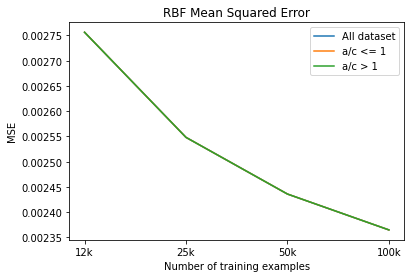 RBF Mean Squared Error
All dataset
a/c <= 1
a/c > 1
MSE
0.00275
0.00270
0.00265
0.00260
0.00255
0.00250
0.00245
0.00240
0.00235
12k 25k 50k 100k
Number of training examples